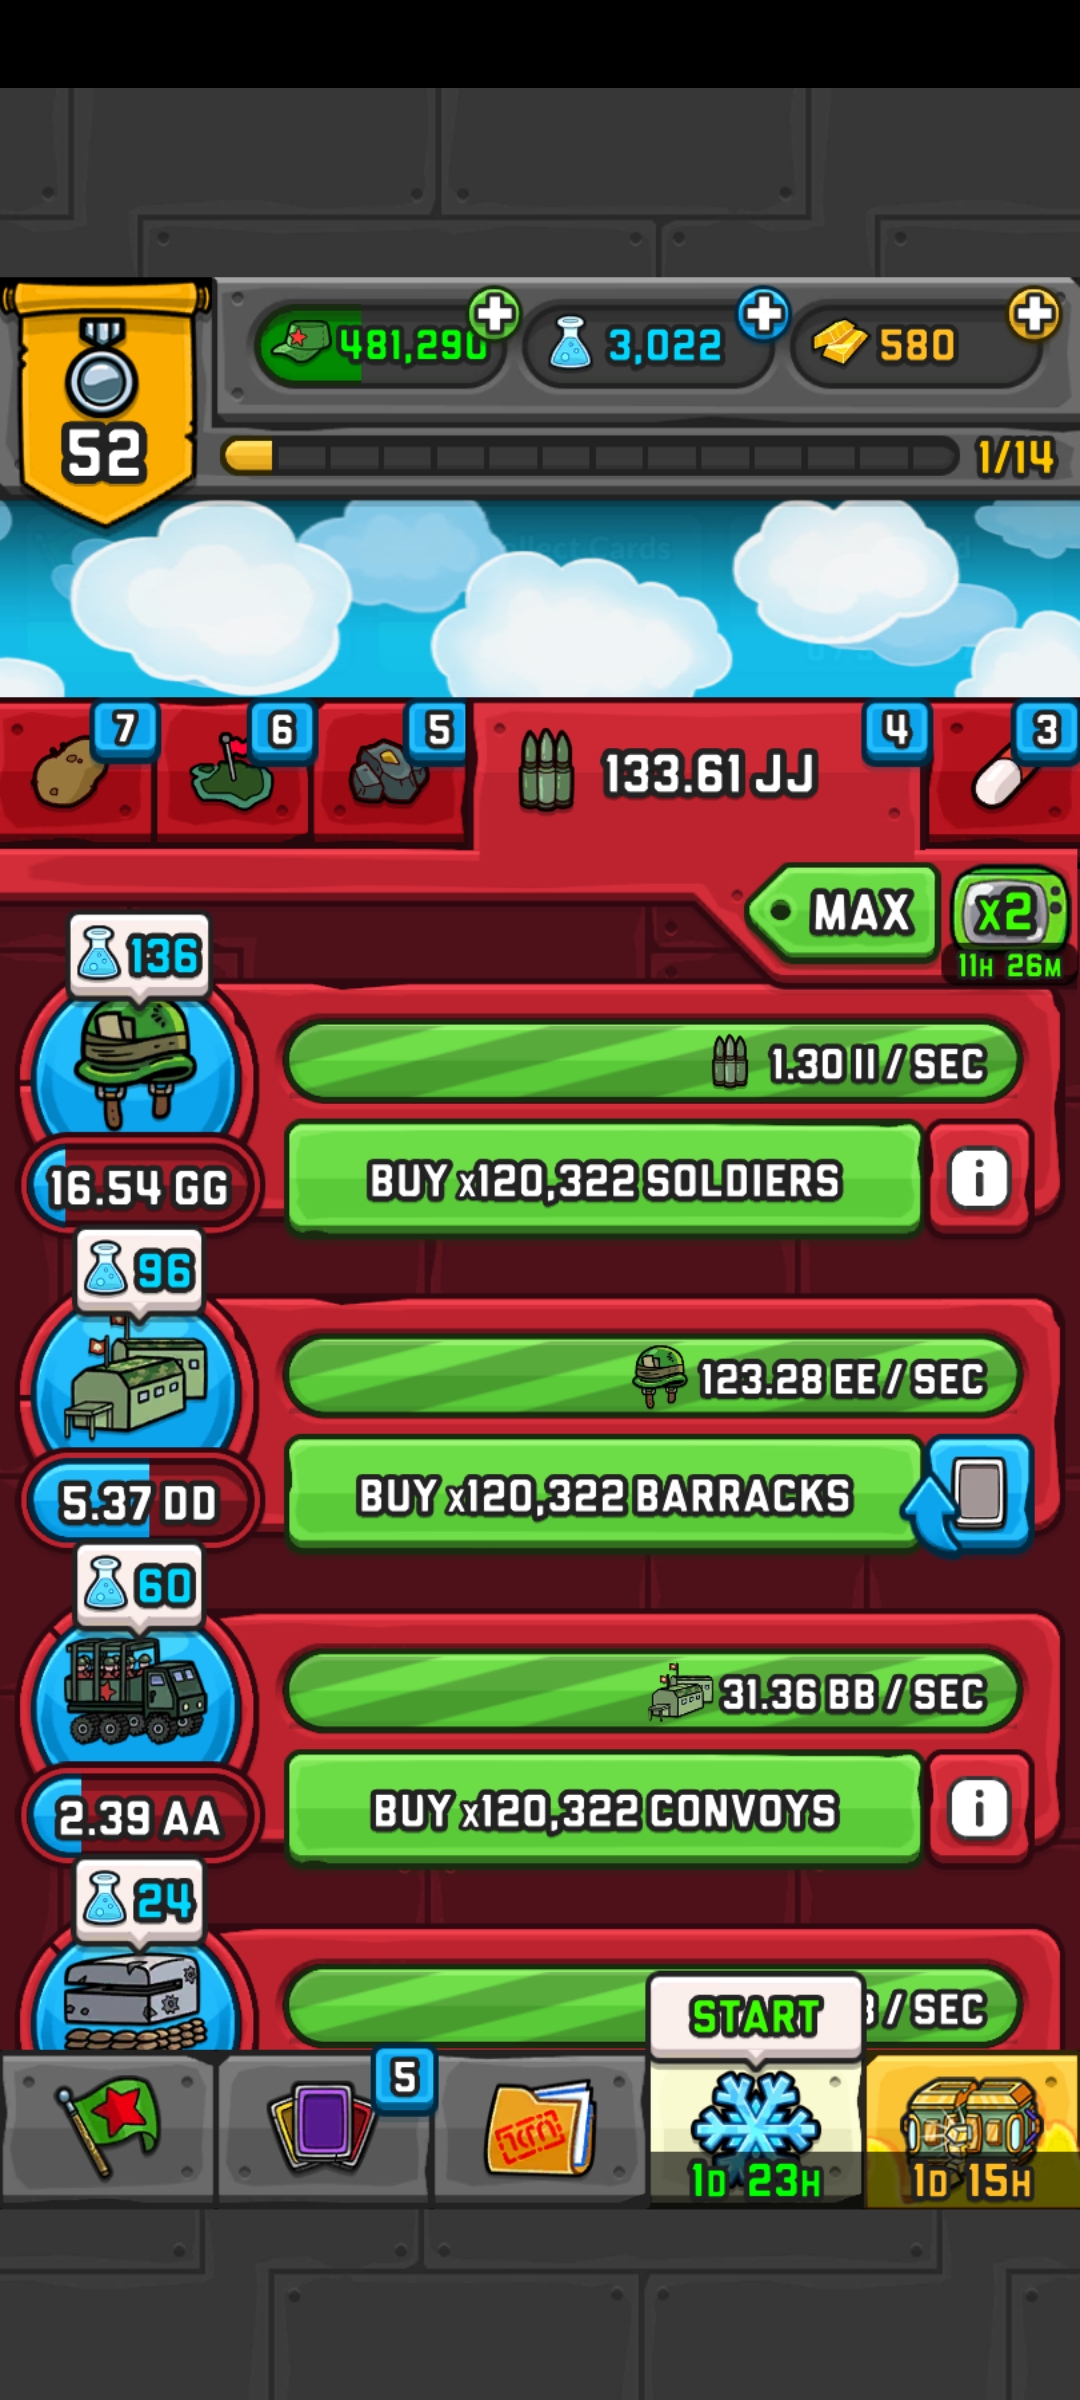 481,290
3,022
580
52
1/14
7
6
5
133.61 JJ
4
3
MAX
x2
11H 26M
136
1.30 II / SEC
BUY x120,322 SOLDIERS
i
16.54 GG
96
123.28 EE / SEC
BUY x120,322 BARRACKS
5.37 DD
60
31.36 BB / SEC
BUY x120,322 CONVOYS
i
2.39 AA
24
/ SEC
START
5
1D 23H
1D 15H